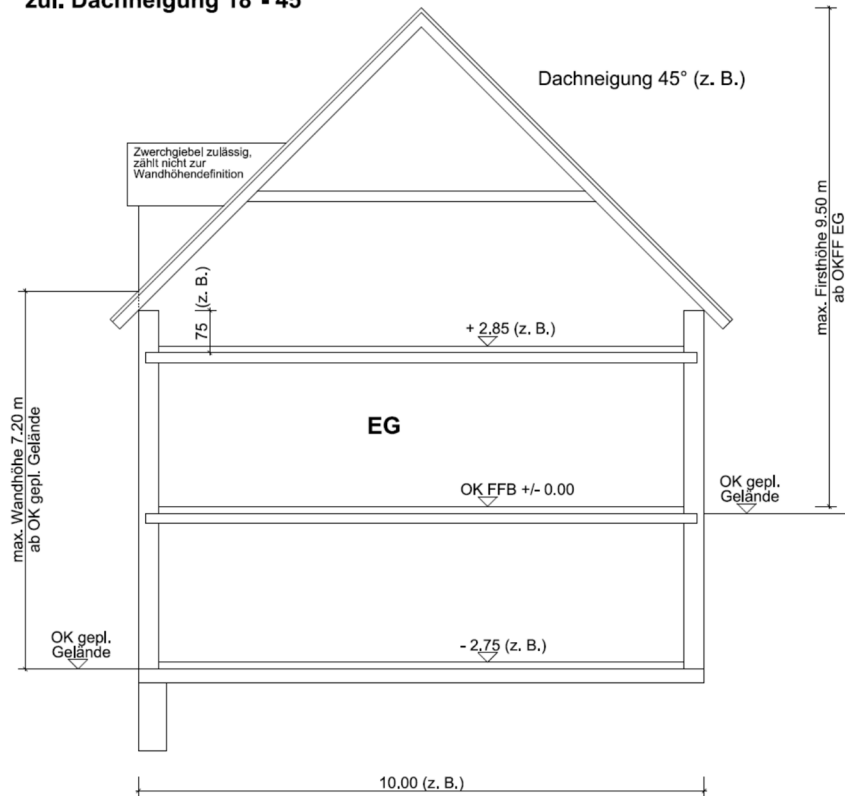 zul. Dachneigung 18°- 45°
Dachneigung 45° (z. B.)
Zwerchgiebel zulässig,
zählt nicht zur
Wandhöhendefinition
max. Firsthöhe 9.50 m
ab OKFF EG
75 (z. B.)
+ 2.85 (z. B.)
EG
max. Wandhöhe 7.20 m
ab OK gepl. Gelände
OK FFB +/- 0.00
OK gepl.
Gelände
OK gepl.
Gelände
- 2.75 (z. B.)
10.00 (z. B.)